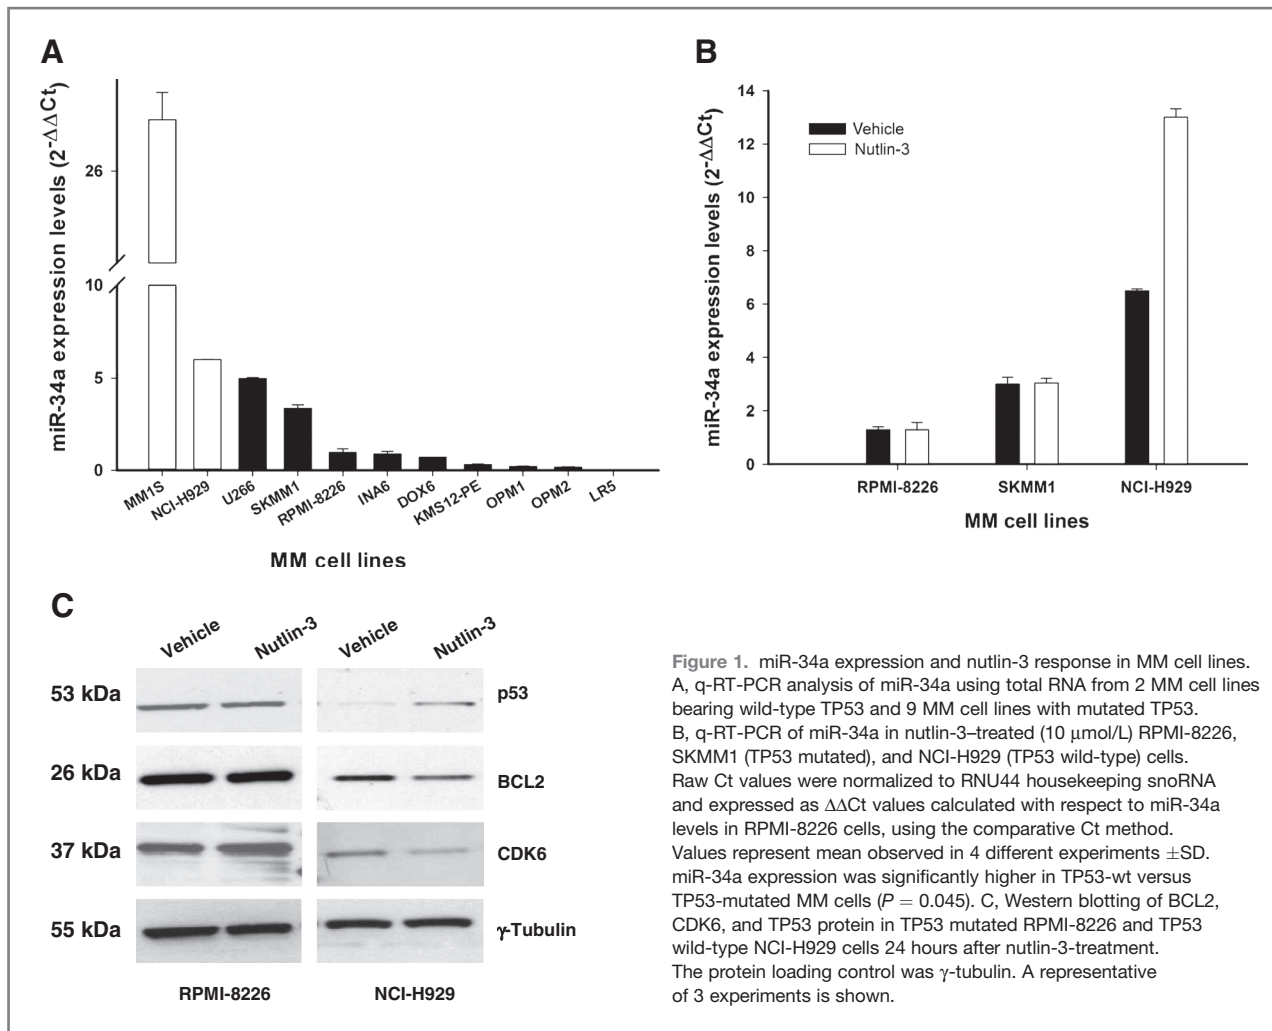 A
miR-34a expression levels (2-ΔΔCt)
26
10
5
0
MM1S
NCI-H929
U266
SKMM1
RPMI-8226
INA6
DOX6
KMS12-PE
OPM1
OPM2
LR5
MM cell lines
B
miR-34a expression levels (2-ΔΔCt)
14
12
10
8
6
4
2
0
Vehicle
Nutlin-3
RPMI-8226
SKMM1
NCI-H929
MM cell lines
C
Vehicle
Nutlin-3
Vehicle
Nutlin-3
53 kDa
p53
26 kDa
BCL2
37 kDa
CDK6
55 kDa
γ-Tubulin
RPMI-8226
NCI-H929
Figure 1. miR-34a expression and nutlin-3 response in MM cell lines.
A, q-RT-PCR analysis of miR-34a using total RNA from 2 MM cell lines
bearing wild-type TP53 and 9 MM cell lines with mutated TP53.
B, q-RT-PCR of miR-34a in nutlin-3–treated (10 μmol/L) RPMI-8226,
SKMM1 (TP53 mutated), and NCI-H929 (TP53 wild-type) cells.
Raw Ct values were normalized to RNU44 housekeeping snoRNA
and expressed as ΔΔCt values calculated with respect to miR-34a
levels in RPMI-8226 cells, using the comparative Ct method.
Values represent mean observed in 4 different experiments ±SD.
miR-34a expression was significantly higher in TP53-wt versus
TP53-mutated MM cells (P = 0.045). C, Western blotting of BCL2,
CDK6, and TP53 protein in TP53 mutated RPMI-8226 and TP53
wild-type NCI-H929 cells 24 hours after nutlin-3-treatment.
The protein loading control was γ-tubulin. A representative
of 3 experiments is shown.